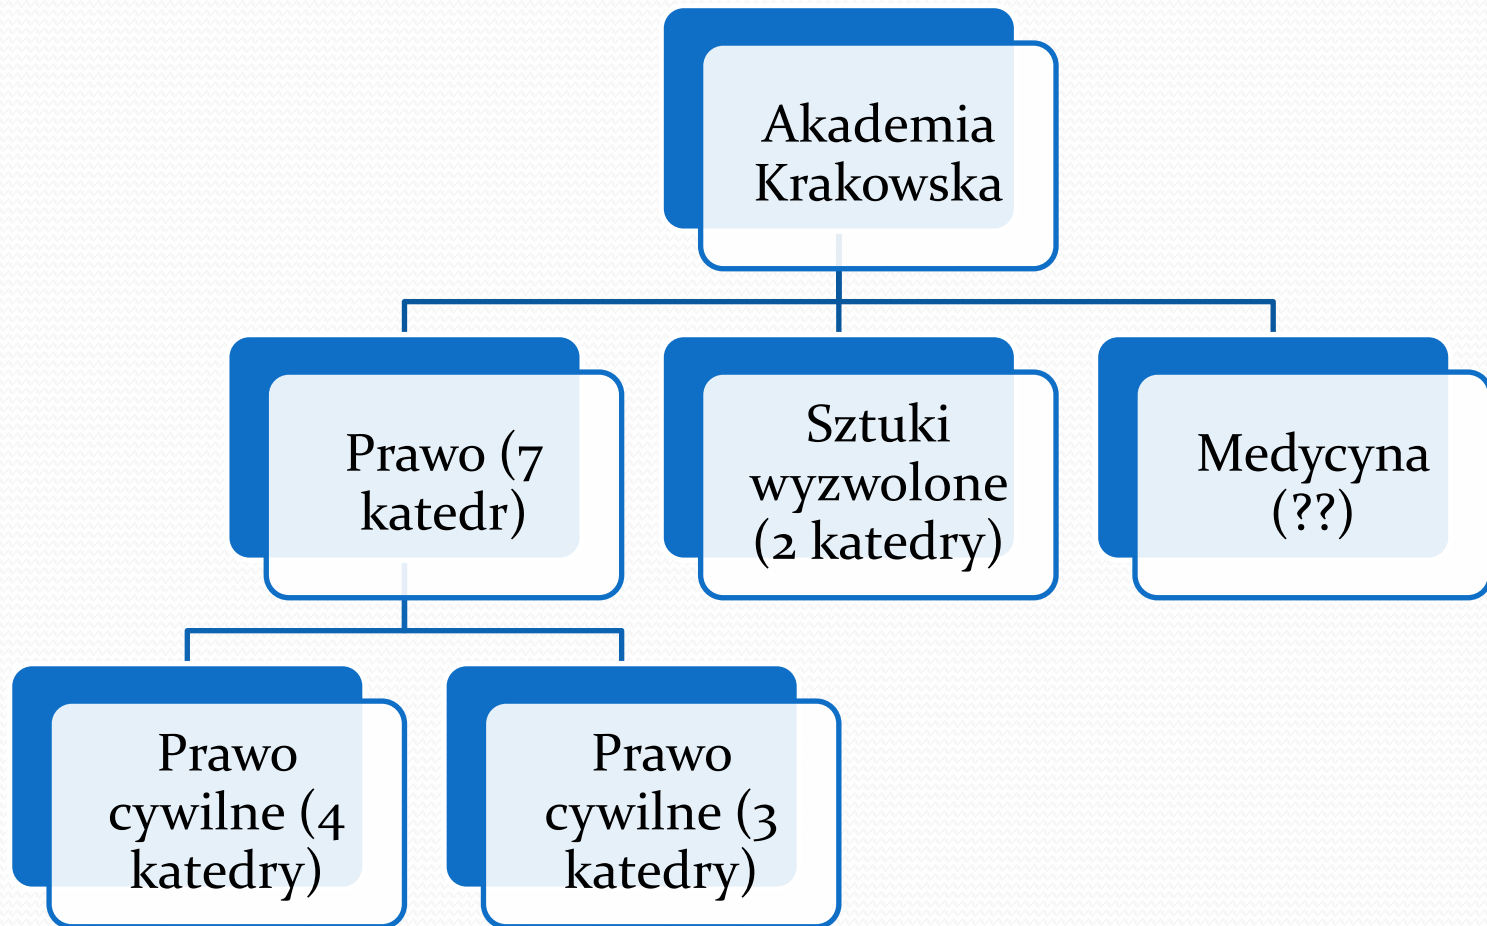 Akademia
Krakowska
Prawo (7
katedr)
Sztuki
wyzwolone
(2 katedry)
Medycyna
(??)
Prawo
cywilne (4
katedry)
Prawo
cywilne (3
katedry)